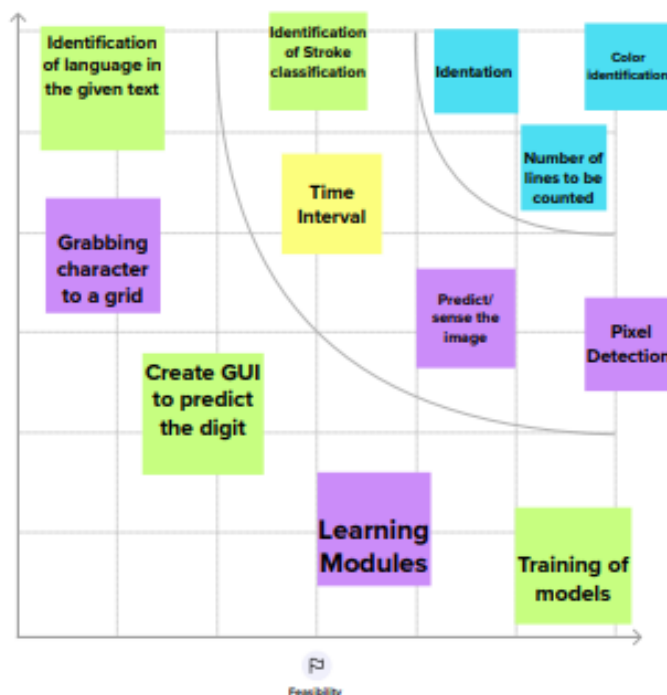 Identification
of language in
the given text
Identification
of Stroke
classification
Identation
Color
identification
Number of
lines to be
counted
Time
Interval
Grabbing
character
to a grid
Predict/
sense the
image
Pixel
Detection
Create GUI
to predict
the digit
Learning
Modules
Training of
models
Feasibility